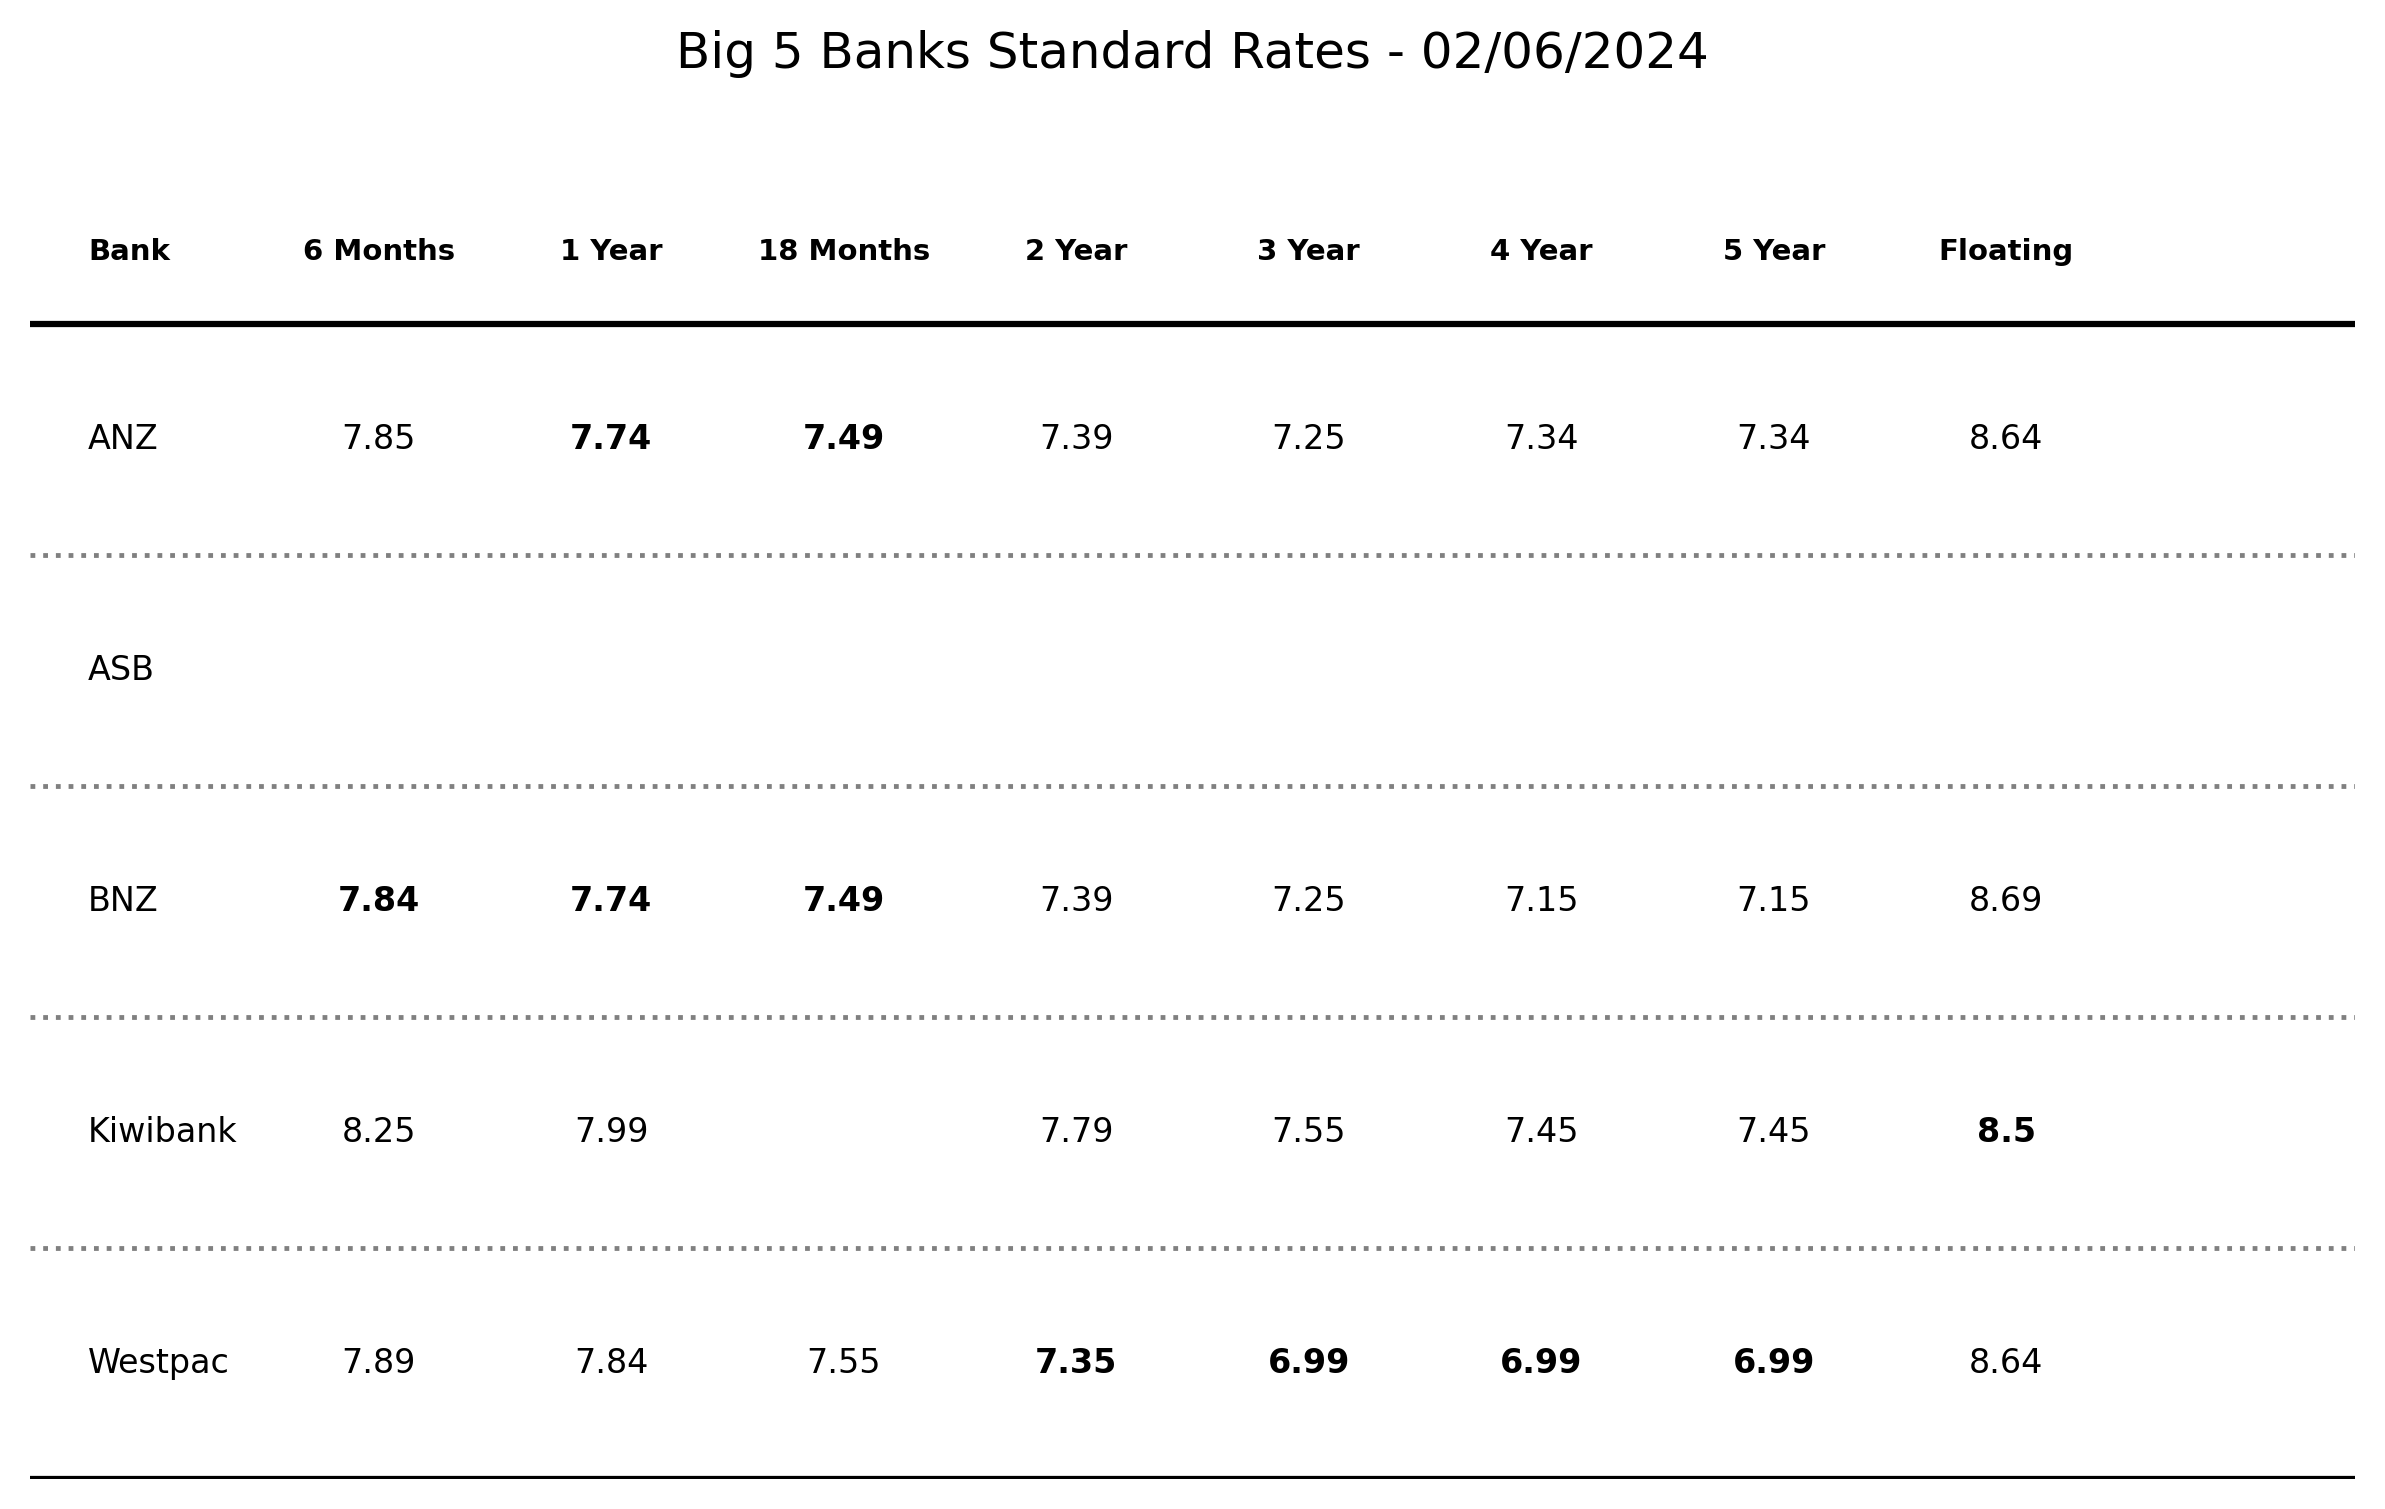 Big 5 Banks Standard Rates - 02/06/2024
Bank 6 Months 1 Year 18 Months 2 Year 3 Year 4 Year 5 Year Floating
ANZ 7.85 7.74 7.49 7.39 7.25 7.34 7.34 8.64
ASB
BNZ 7.84 7.74 7.49 7.39 7.25 7.15 7.15 8.69
Kiwibank 8.25 7.99 7.79 7.55 7.45 7.45 8.5
Westpac 7.89 7.84 7.55 7.35 6.99 6.99 6.99 8.64